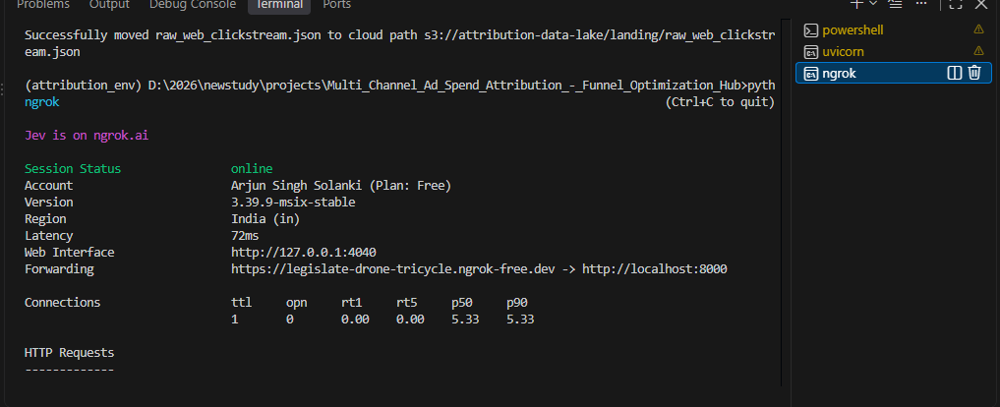 Problems Output Debug Console Terminal Ports
Successfully moved raw_web_clickstream.json to cloud path s3://attribution-data-lake/landing/raw_web_clickstr
eam.json
(attribution_env) D:\2026\newstudy\projects\Multi_Channel_Ad_Spend_Attribution_-_Funnel_Optimization_Hub>pyth
ngrok (Ctrl+C to quit)
Jev is on ngrok.ai
Session Status online
Account Arjun Singh Solanki (Plan: Free)
Version 3.39.9-msix-stable
Region India (in)
Latency 72ms
Web Interface http://127.0.0.1:4040
Forwarding https://legislate-drone-tricycle.ngrok-free.dev -> http://localhost:8000
Connections ttl opn rt1 rt5 p50 p90
1 0 0.00 0.00 5.33 5.33
HTTP Requests
-------------
powershell
uvicorn
ngrok